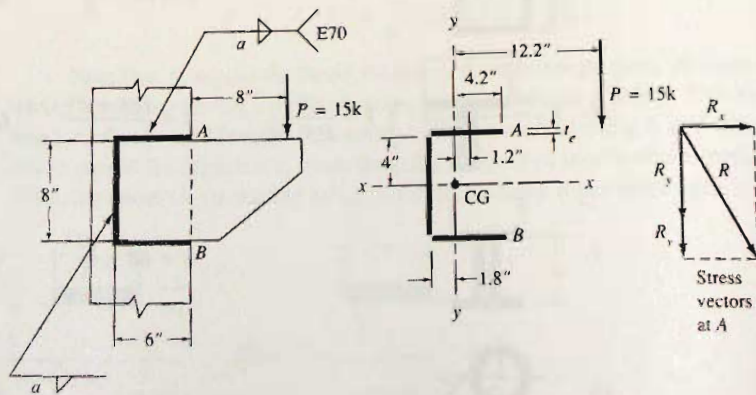 a
E70
8"
P = 15k
A
8"
B
6"
a
y
12.2"
4.2"
P = 15k
A
t_e
4"
1.2"
x
x
CG
B
1.8"
y
R_x
R_s
R
R_v
Stress
vectors
at A